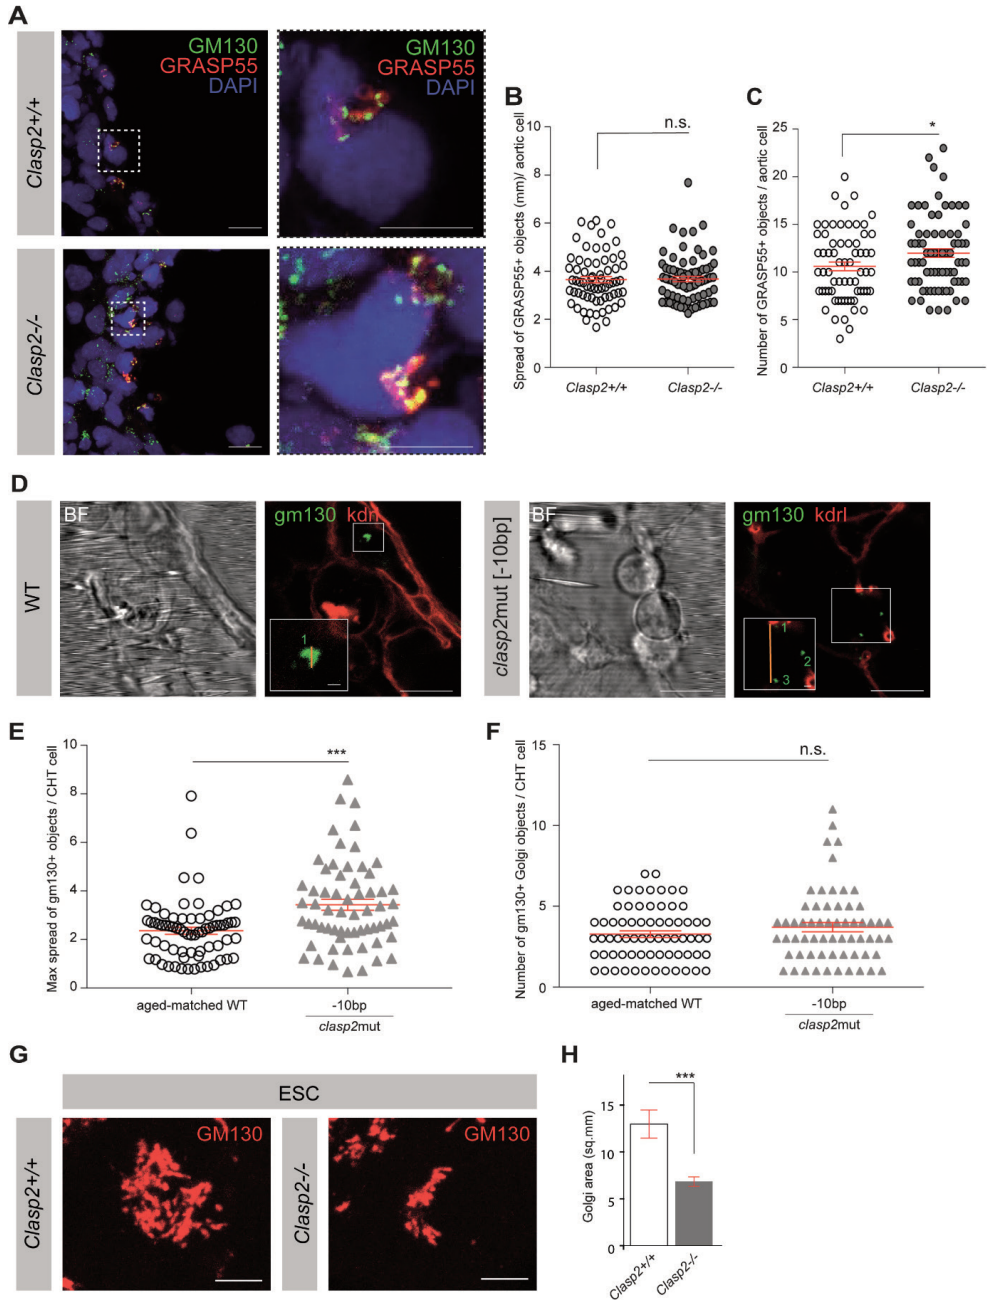 A
Clasp2+/+
GM130
GRASP55
DAPI
GM130
GRASP55
DAPI
Clasp2-/-
B
Spread of GRASP55+ objects (mm)/ aortic cell
10
8
6
4
2
0
n.s.
Clasp2+/+
Clasp2-/-
C
Number of GRASP55+ objects / aortic cell
25
20
15
10
5
0
*
Clasp2+/+
Clasp2-/-
D
WT
BF
gm130 kdrl
1
clasp2mut [-10bp]
BF
gm130 kdrl
1
2
3
E
Max spread of gm130+ objects / CHT cell
10
8
6
4
2
0
***
aged-matched WT
-10bp
clasp2mut
F
Number of gm130+ Golgi objects / CHT cell
15
10
5
0
n.s.
aged-matched WT
-10bp
clasp2mut
G
ESC
Clasp2+/+
GM130
Clasp2-/-
GM130
H
Golgi area (sq.mm)
15
10
5
0
***
Clasp2+/+
Clasp2-/-